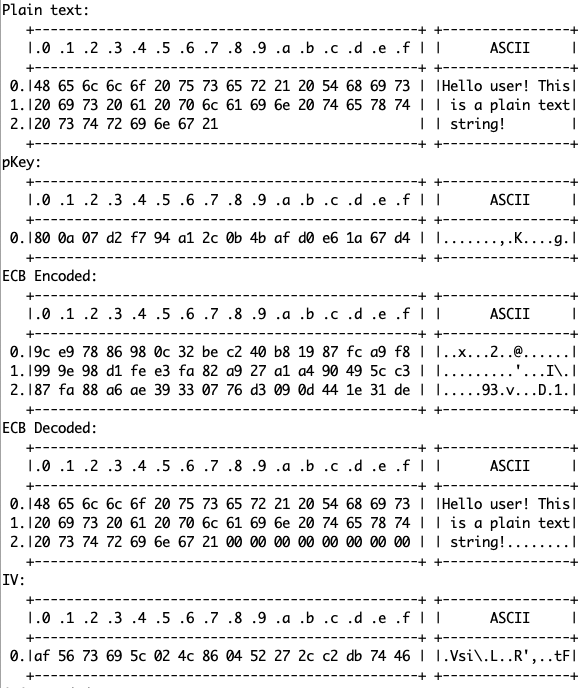 Plain text:
+------------------------------------------------+ +----------------+
|.0 .1 .2 .3 .4 .5 .6 .7 .8 .9 .a .b .c .d .e .f | | ASCII |
+------------------------------------------------+ +----------------+
0.|48 65 6c 6c 6f 20 75 73 65 72 21 20 54 68 69 73 | |Hello user! This|
1.|20 69 73 20 61 20 70 6c 61 69 6e 20 74 65 78 74 | | is a plain text|
2.|20 73 74 72 69 6e 67 21 | | string! |
+------------------------------------------------+ +----------------+
pKey:
+------------------------------------------------+ +----------------+
|.0 .1 .2 .3 .4 .5 .6 .7 .8 .9 .a .b .c .d .e .f | | ASCII |
+------------------------------------------------+ +----------------+
0.|80 0a 07 d2 f7 94 a1 2c 0b 4b af d0 e6 1a 67 d4 | |.......,.K....g.|
+------------------------------------------------+ +----------------+
ECB Encoded:
+------------------------------------------------+ +----------------+
|.0 .1 .2 .3 .4 .5 .6 .7 .8 .9 .a .b .c .d .e .f | | ASCII |
+------------------------------------------------+ +----------------+
0.|9c e9 78 86 98 0c 32 be c2 40 b8 19 87 fc a9 f8 | |..x...2..@......|
1.|99 9e 98 d1 fe e3 fa 82 a9 27 a1 a4 90 49 5c c3 | |.........'...I\.|
2.|87 fa 88 a6 ae 39 33 07 76 d3 09 0d 44 1e 31 de | |.....93.v...D.1.|
+------------------------------------------------+ +----------------+
ECB Decoded:
+------------------------------------------------+ +----------------+
|.0 .1 .2 .3 .4 .5 .6 .7 .8 .9 .a .b .c .d .e .f | | ASCII |
+------------------------------------------------+ +----------------+
0.|48 65 6c 6c 6f 20 75 73 65 72 21 20 54 68 69 73 | |Hello user! This|
1.|20 69 73 20 61 20 70 6c 61 69 6e 20 74 65 78 74 | | is a plain text|
2.|20 73 74 72 69 6e 67 21 00 00 00 00 00 00 00 00 | | string!........|
+------------------------------------------------+ +----------------+
IV:
+------------------------------------------------+ +----------------+
|.0 .1 .2 .3 .4 .5 .6 .7 .8 .9 .a .b .c .d .e .f | | ASCII |
+------------------------------------------------+ +----------------+
0.|af 56 73 69 5c 02 4c 86 04 52 27 2c c2 db 74 46 | |.Vsi\.L..R',..tF|
+------------------------------------------------+ +----------------+